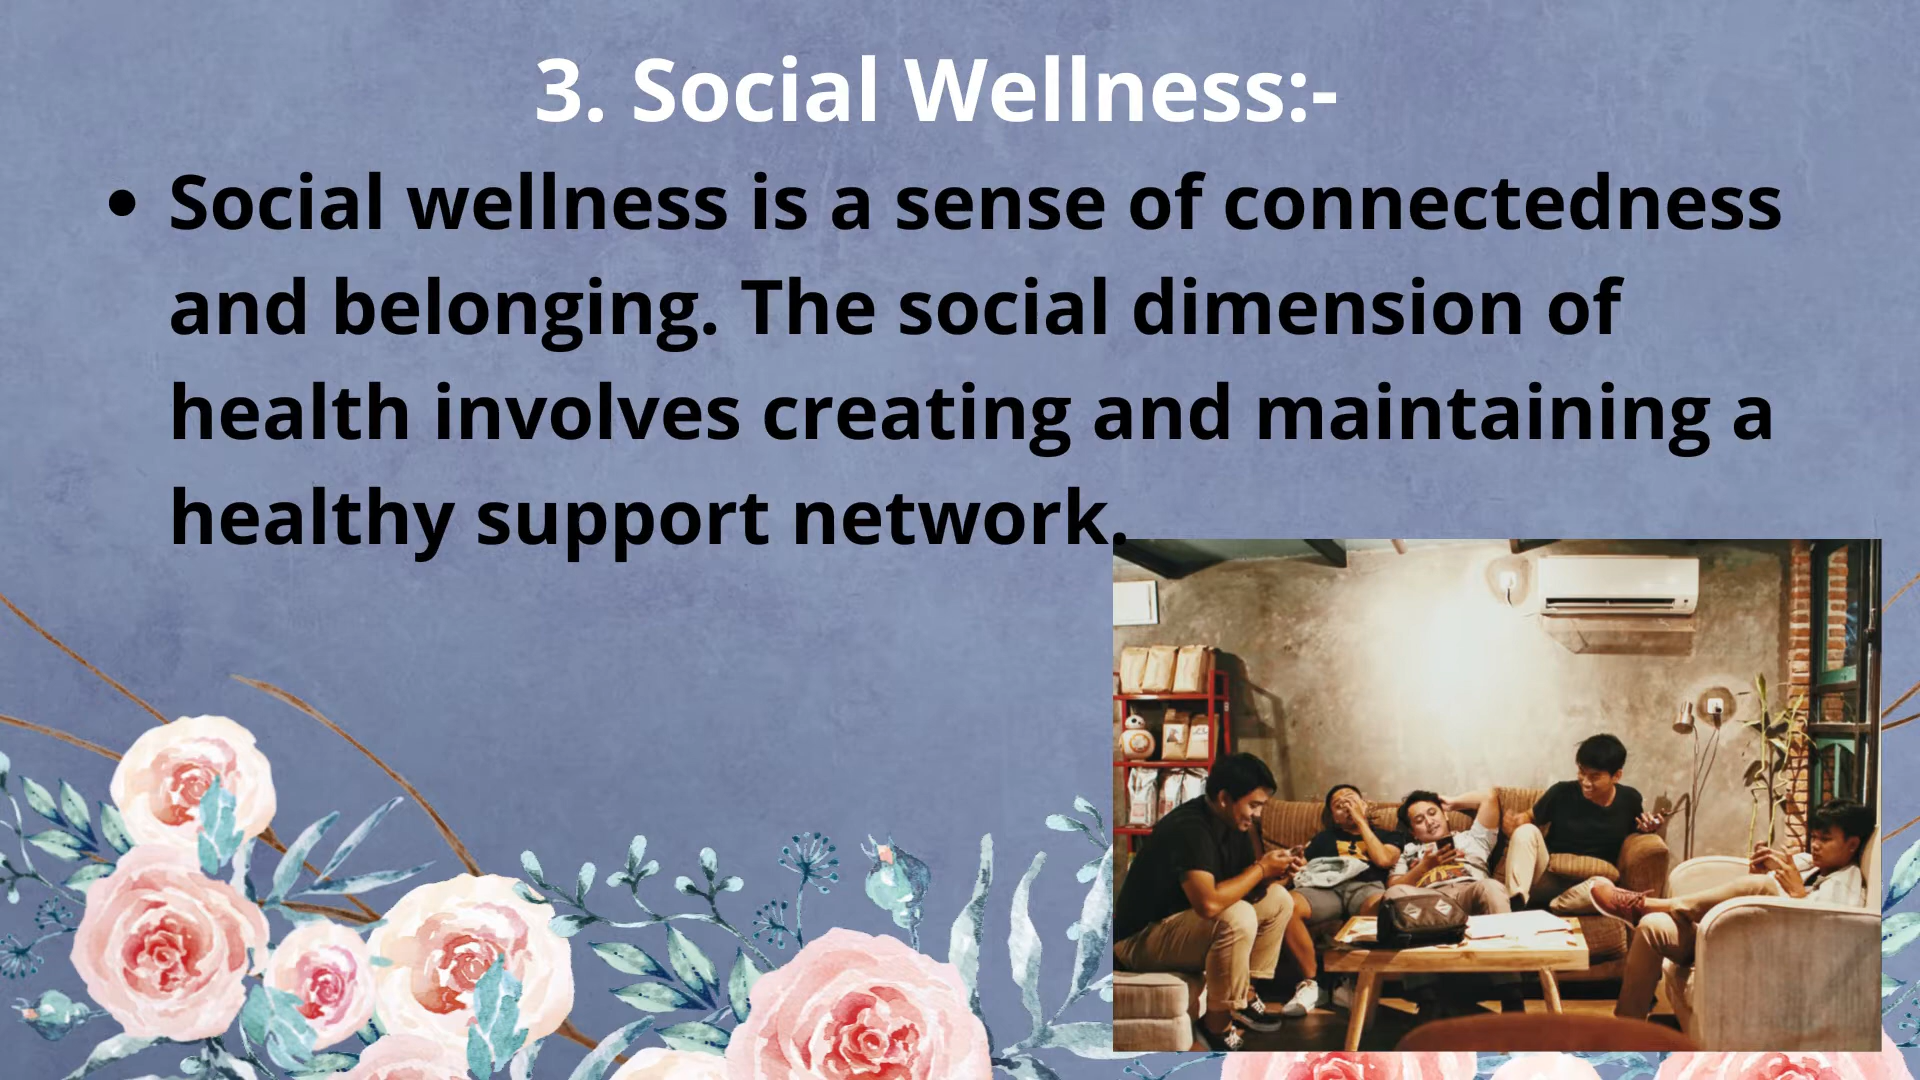 3. Social Wellness:-
• Social wellness is a sense of connectedness
and belonging. The social dimension of
health involves creating and maintaining a
healthy support network.